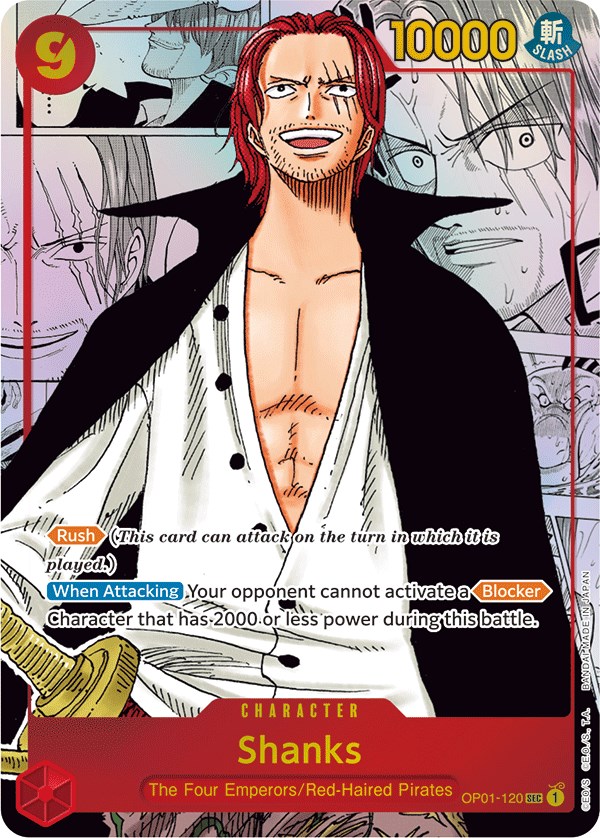 9
10000
斬
SLASH
...
Rush (This card can attack on the turn in which it is
played.)
When Attacking Your opponent cannot activate a Blocker
Character that has 2000 or less power during this battle.
CHARACTER
Shanks
The Four Emperors/Red-Haired Pirates
OP01-120 SEC 1
©E.O/S ©E.O./S, T.A. BANDAI MADE IN JAPAN